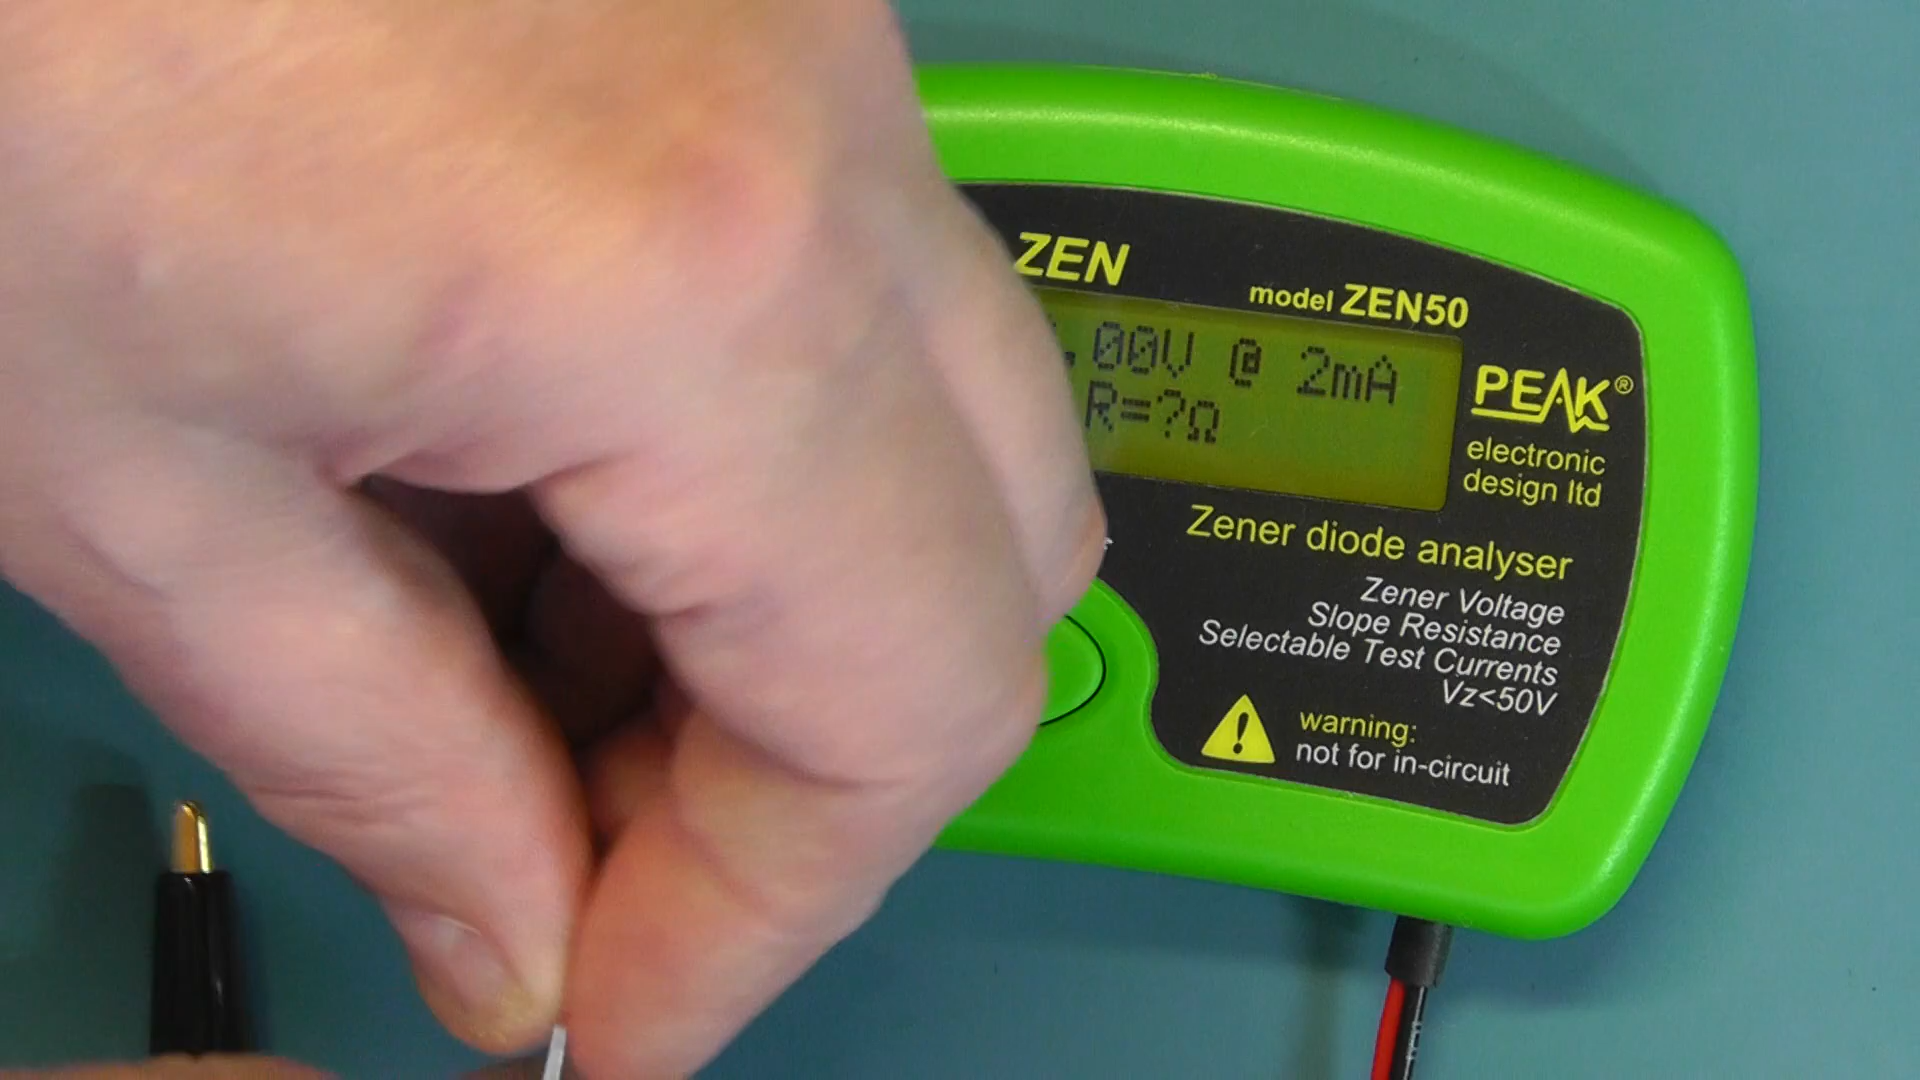 ZEN
model ZEN50
.00V @ 2mA
R=?Ω
PEAK®
electronic
design ltd
Zener diode analyser
Zener Voltage
Slope Resistance
Selectable Test Currents
Vz<50V
warning:
not for in-circuit